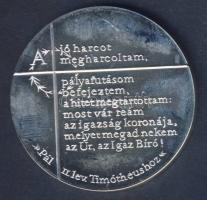 A jó harcot
megharcoltam,
pályafutásom
befejeztem,
a hitet megtartottam:
most vár reám
az igazság koronája,
melyet megad nekem
az Úr, az Igaz Bíró!
»Pál II. lev. Timótheushoz«